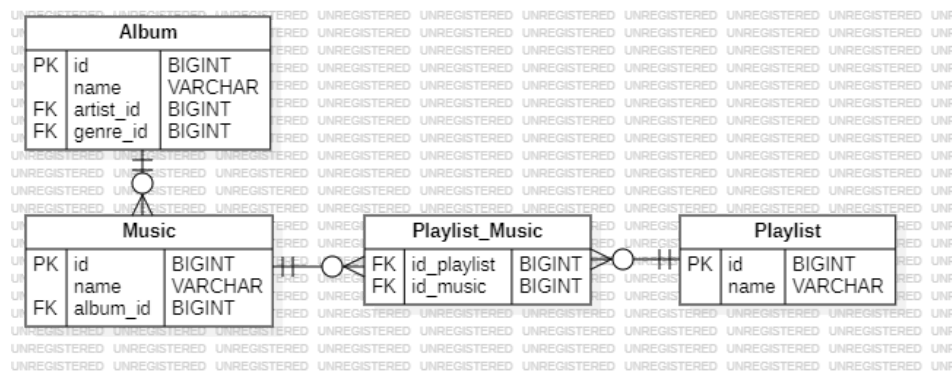 Album
PK id BIGINT
name VARCHAR
FK artist_id BIGINT
FK genre_id BIGINT
Music
PK id BIGINT
name VARCHAR
FK album_id BIGINT
Playlist_Music
FK id_playlist BIGINT
FK id_music BIGINT
Playlist
PK id BIGINT
name VARCHAR
UNREGISTERED